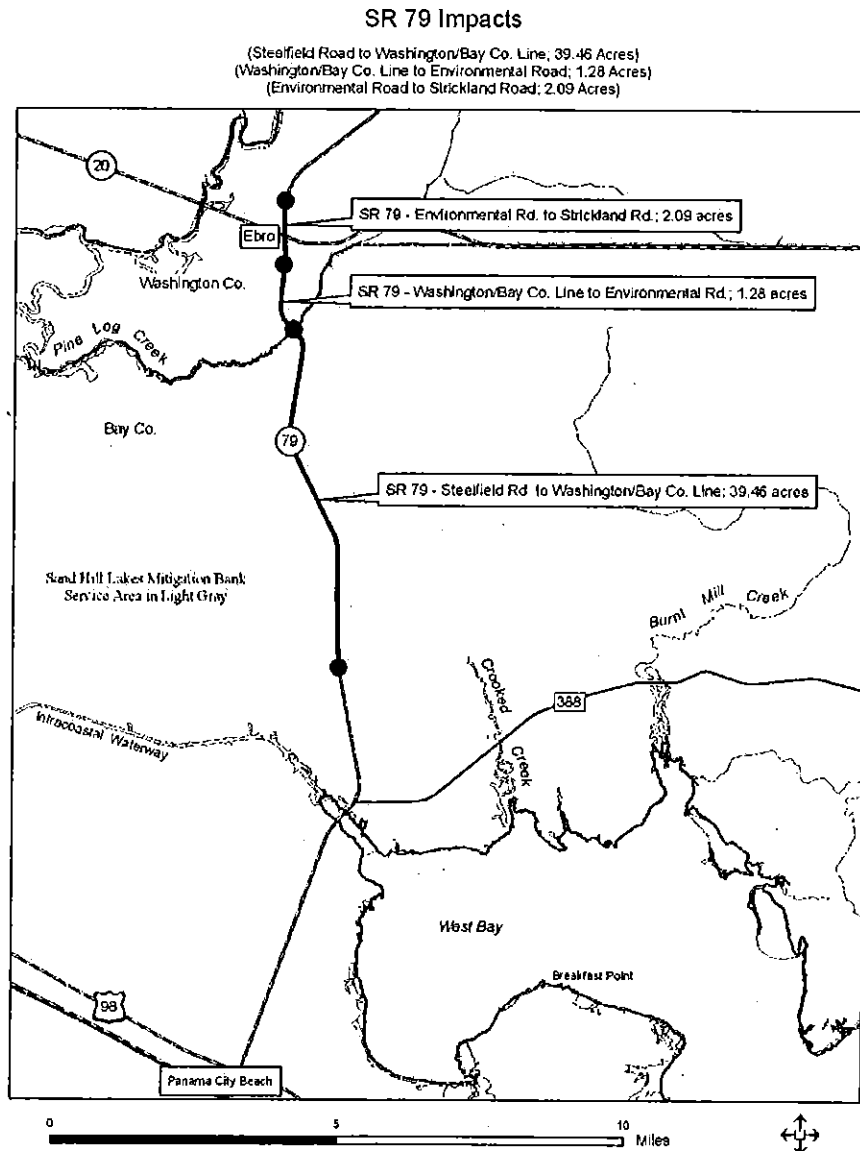 SR 79 Impacts
(Steelfield Road to Washington/Bay Co. Line; 39.46 Acres)
(Washington/Bay Co. Line to Environmental Road; 1.28 Acres)
(Environmental Road to Strickland Road; 2.09 Acres)
20
SR 79 - Environmental Rd. to Strickland Rd.; 2.09 acres
Ebro
Washington Co.
SR 79 - Washington/Bay Co. Line to Environmental Rd.; 1.28 acres
Pine Log Creek
Bay Co.
79
SR 79 - Steelfield Rd to Washington/Bay Co. Line; 39.46 acres
Sand Hill Lakes Mitigation Bank
Service Area in Light Gray
Burnt Mill Creek
Crooked Creek
388
Intracoastal Waterway
West Bay
Breakfast Point
98
Panama City Beach
0 5 10
Miles